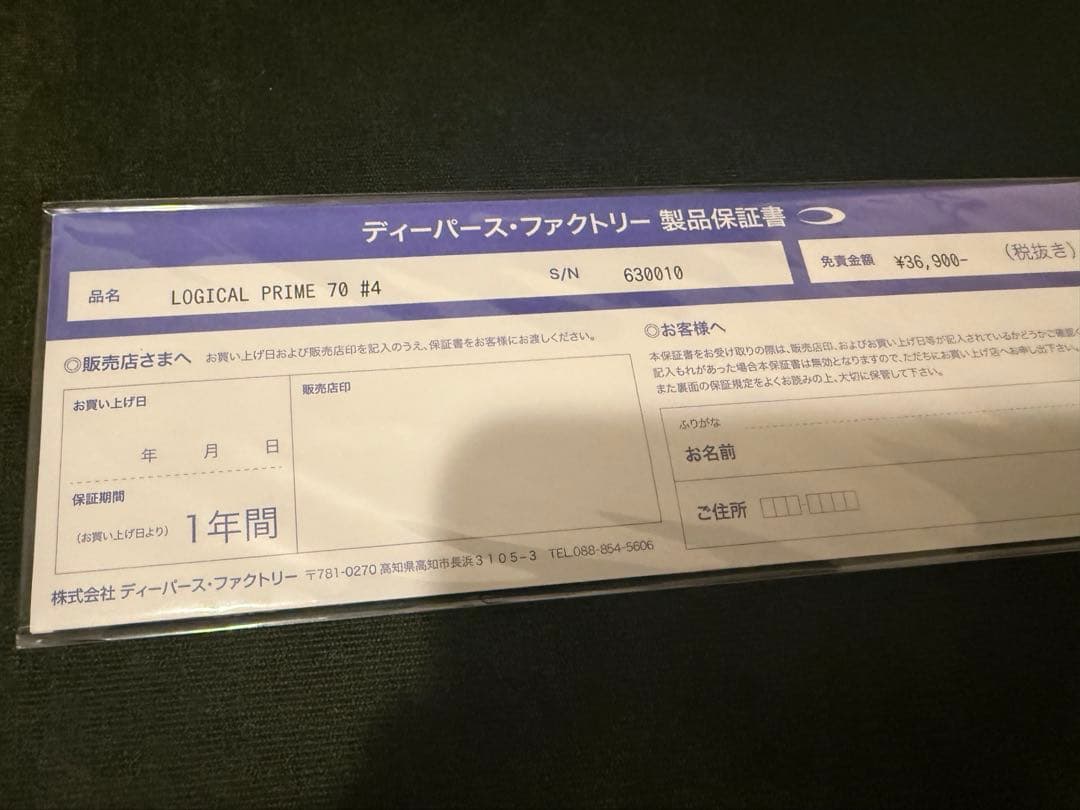 ディーパース・ファクトリー 製品保証書
品名 LOGICAL PRIME 70 #4 S/N 630010
免責金額 ¥36,900- (税抜き)
◎販売店さまへ お買い上げ日および販売店印を記入のうえ、保証書をお客様にお渡しください。
お買い上げ日
年 月 日
保証期間
(お買い上げ日より) 1年間
販売店印
◎お客様へ
本保証書をお受け取りの際は、販売店印、およびお買い上げ日等が記入されているかどうかご確認く
記入もれがあった場合本保証書は無効となりますので、ただちにお買い上げ店へお申し出下さい。
また裏面の保証規定をよくお読みの上、大切に保管して下さい。
ふりがな
お名前
ご住所
株式会社 ディーパース・ファクトリー 〒781-0270 高知県高知市長浜3105-3 TEL.088-854-5606